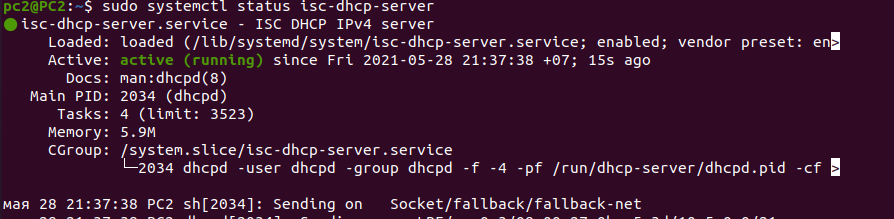 pc2@PC2:~$ sudo systemctl status isc-dhcp-server
● isc-dhcp-server.service - ISC DHCP IPv4 server
Loaded: loaded (/lib/systemd/system/isc-dhcp-server.service; enabled; vendor preset: en>
Active: active (running) since Fri 2021-05-28 21:37:38 +07; 15s ago
Docs: man:dhcpd(8)
Main PID: 2034 (dhcpd)
Tasks: 4 (limit: 3523)
Memory: 5.9M
CGroup: /system.slice/isc-dhcp-server.service
└─2034 dhcpd -user dhcpd -group dhcpd -f -4 -pf /run/dhcp-server/dhcpd.pid -cf >
мая 28 21:37:38 PC2 sh[2034]: Sending on   Socket/fallback/fallback-net